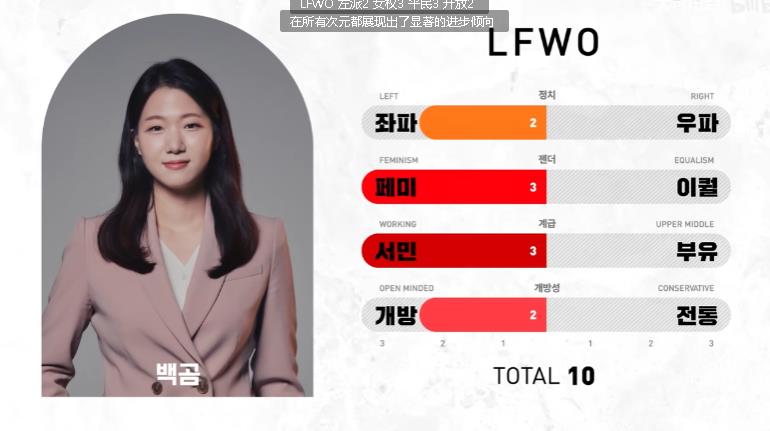 LFWO 左派2 女权3 平民3 开放2
在所有次元都展现出了显著的进步倾向
LFWO
LEFT 정치 RIGHT
좌파 2 우파
FEMINISM 젠더 EQUALISM
페미 3 이퀄
WORKING 계급 UPPER MIDDLE
서민 3 부유
OPEN MINDED 개방성 CONSERVATIVE
개방 2 전통
3 2 1 1 2 3
백곰
TOTAL 10